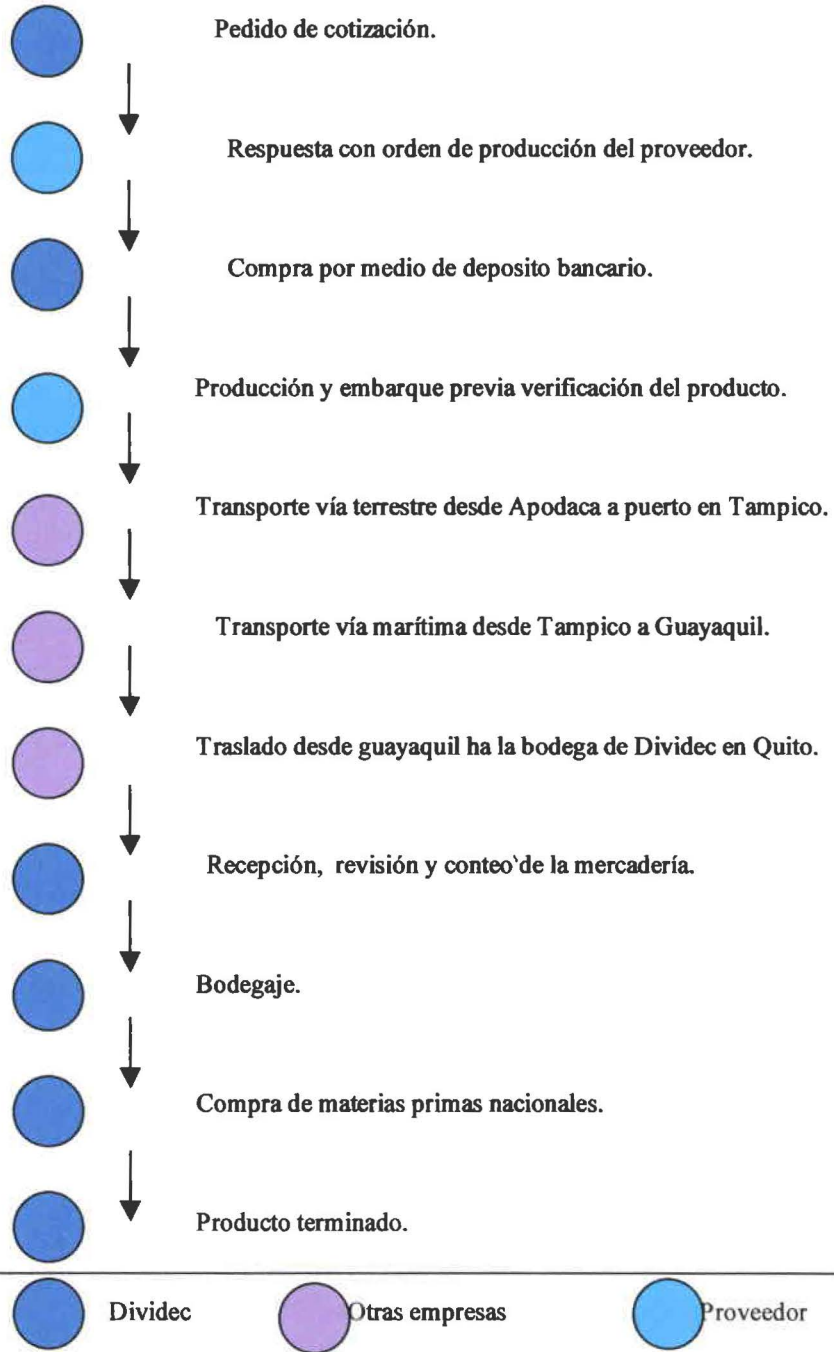 Pedido de cotización.
Respuesta con orden de producción del proveedor.
Compra por medio de deposito bancario.
Producción y embarque previa verificación del producto.
Transporte vía terrestre desde Apodaca a puerto en Tampico.
Transporte vía marítima desde Tampico a Guayaquil.
Traslado desde guayaquil ha la bodega de Dividec en Quito.
Recepción, revisión y conteo de la mercadería.
Bodegaje.
Compra de materias primas nacionales.
Producto terminado.
Dividec Otras empresas Proveedor